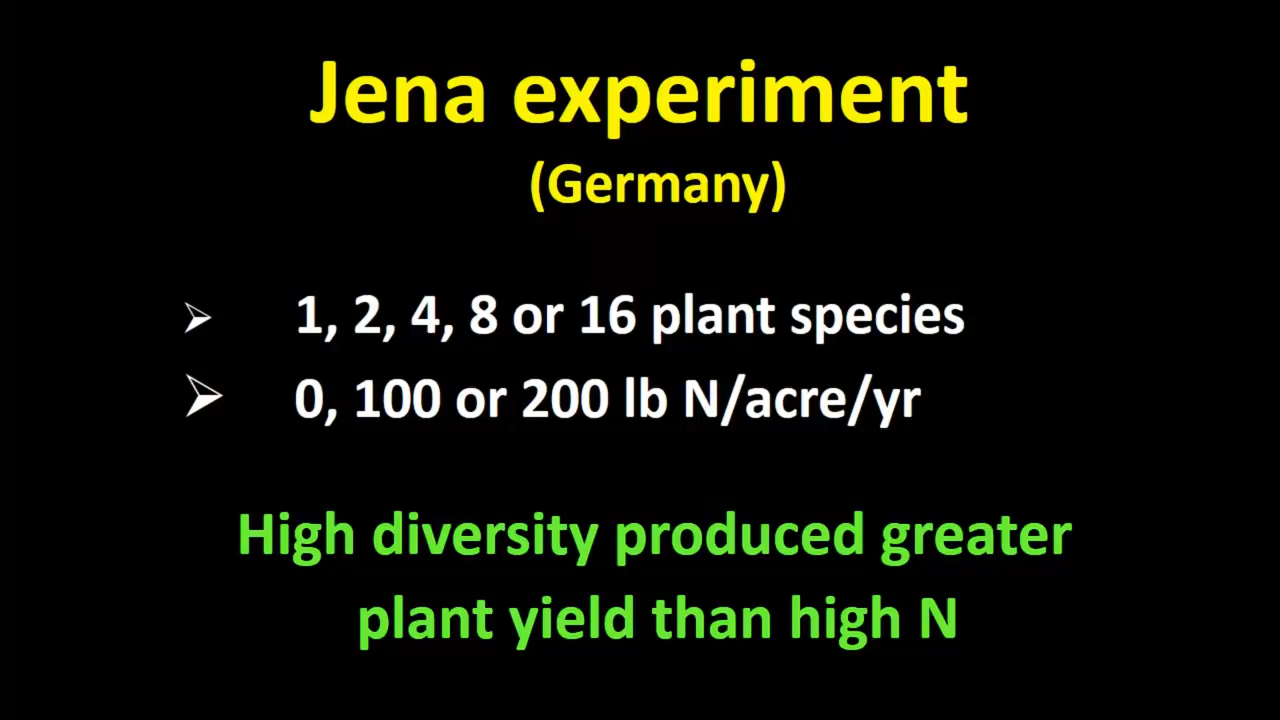 Jena experiment
(Germany)
➢ 1, 2, 4, 8 or 16 plant species
➢ 0, 100 or 200 lb N/acre/yr
High diversity produced greater
plant yield than high N